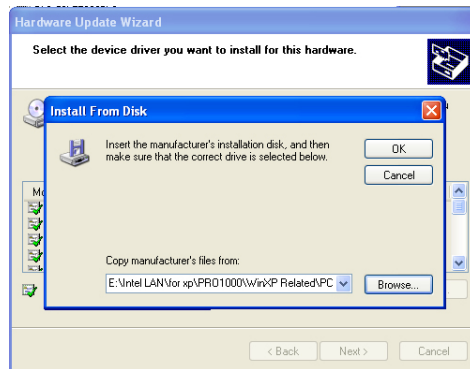 Hardware Update Wizard
Select the device driver you want to install for this hardware.
Install From Disk
Insert the manufacturer's installation disk, and then
make sure that the correct drive is selected below.
OK
Cancel
Mo
Copy manufacturer's files from:
E:\Intel LAN\for xp\PRO1000\WinXP Related\PC
Browse...
< Back
Next >
Cancel